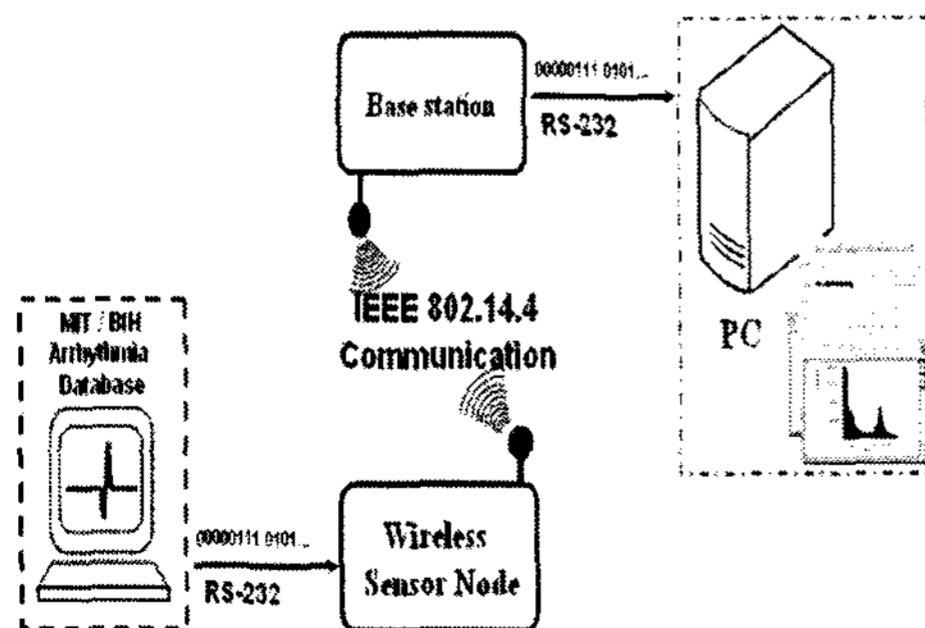 Base station
00000111 0101...
RS-232
PC
IEEE 802.14.4
Communication
MIT / BIH
Arrhythmia
Database
00000111 0101...
RS-232
Wireless
Sensor Node